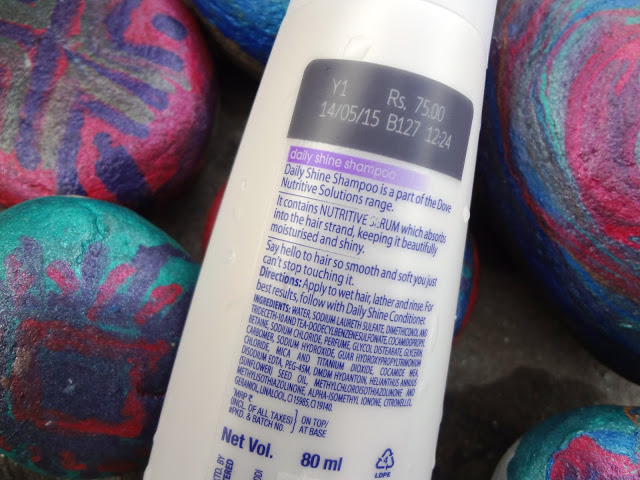 Y1 Rs. 75.00
14/05/15 B127 12:24
daily shine shampoo
Daily Shine Shampoo is a part of the Dove
Nutritive Solutions range.
It contains NUTRITIVE SERUM which absorbs
into the hair strand, keeping it beautifully
moisturised and shiny.
Say hello to hair so smooth and soft you just
can't stop touching it.
Directions: Apply to wet hair, lather and rinse. For
best results, follow with Daily Shine Conditioner.
INGREDIENTS: WATER, SODIUM LAURETH SULFATE, DIMETHICONOL AND
TRIDECETH-10 AND TEA-DODECYLBENZENESULFONATE, COCAMIDOPROPYL
BETAINE, SODIUM CHLORIDE, PERFUME, GLYCOL DISTEARATE, GLYCERIN,
CARBOMER, SODIUM HYDROXIDE, GUAR HYDROXYPROPYLTRIMONIUM
CHLORIDE, MICA AND TITANIUM DIOXIDE, COCAMIDE MEA,
DISODIUM EDTA, PEG-45M, DMDM HYDANTOIN, HELIANTHUS ANNUUS
(SUNFLOWER) SEED OIL, METHYLCHLOROISOTHIAZOLINONE AND
METHYLISOTHIAZOLINONE, ALPHA-ISOMETHYL IONONE, CITRONELLOL,
GERANIOL, LINALOOL, CI 15985, CI 19140.
MRP ₹
(INCL. OF ALL TAXES) ON TOP/
PKD. & BATCH NO. AT BASE
Net Vol. 80 ml
4
LDPE